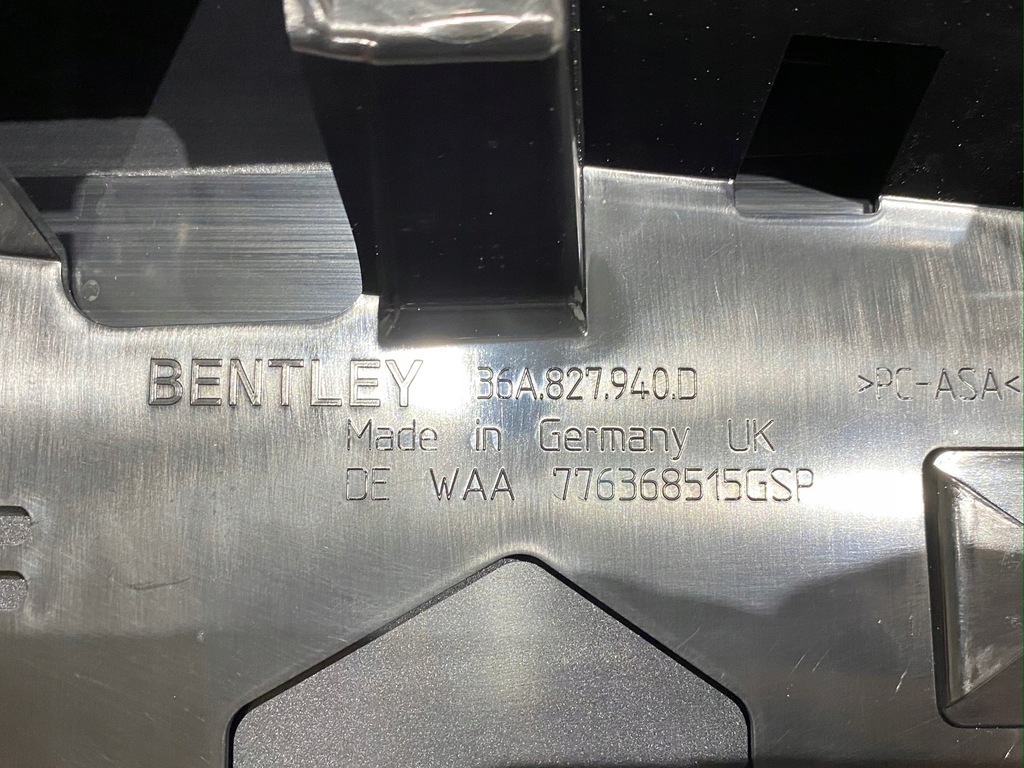 BENTLEY 36A.827.940.D >PC-ASA<
Made in Germany UK
DE WAA 776368515GSP